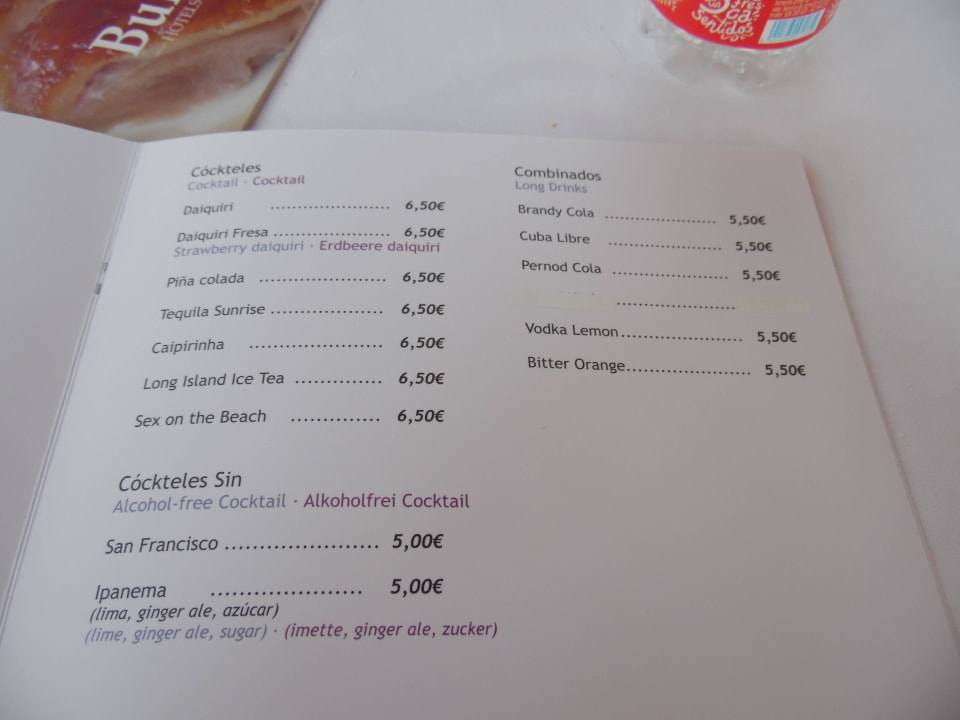 Bu
HOTELS
Sentidos
Cóckteles
Cocktail · Cocktail
Daiquiri ........................ 6,50€
Daiquiri Fresa ...................... 6,50€
Strawberry daiquiri · Erdbeere daiquiri
Piña colada ........................ 6,50€
Tequila Sunrise ..................... 6,50€
Caipirinha ........................ 6,50€
Long Island Ice Tea .............. 6,50€
Sex on the Beach .............. 6,50€
Cóckteles Sin
Alcohol-free Cocktail · Alkoholfrei Cocktail
San Francisco ...................... 5,00€
Ipanema ...................... 5,00€
(lima, ginger ale, azúcar)
(lime, ginger ale, sugar) · (imette, ginger ale, zucker)
Combinados
Long Drinks
Brandy Cola ........................ 5,50€
Cuba Libre ........................ 5,50€
Pernod Cola ........................ 5,50€
........................
Vodka Lemon........................ 5,50€
Bitter Orange........................ 5,50€